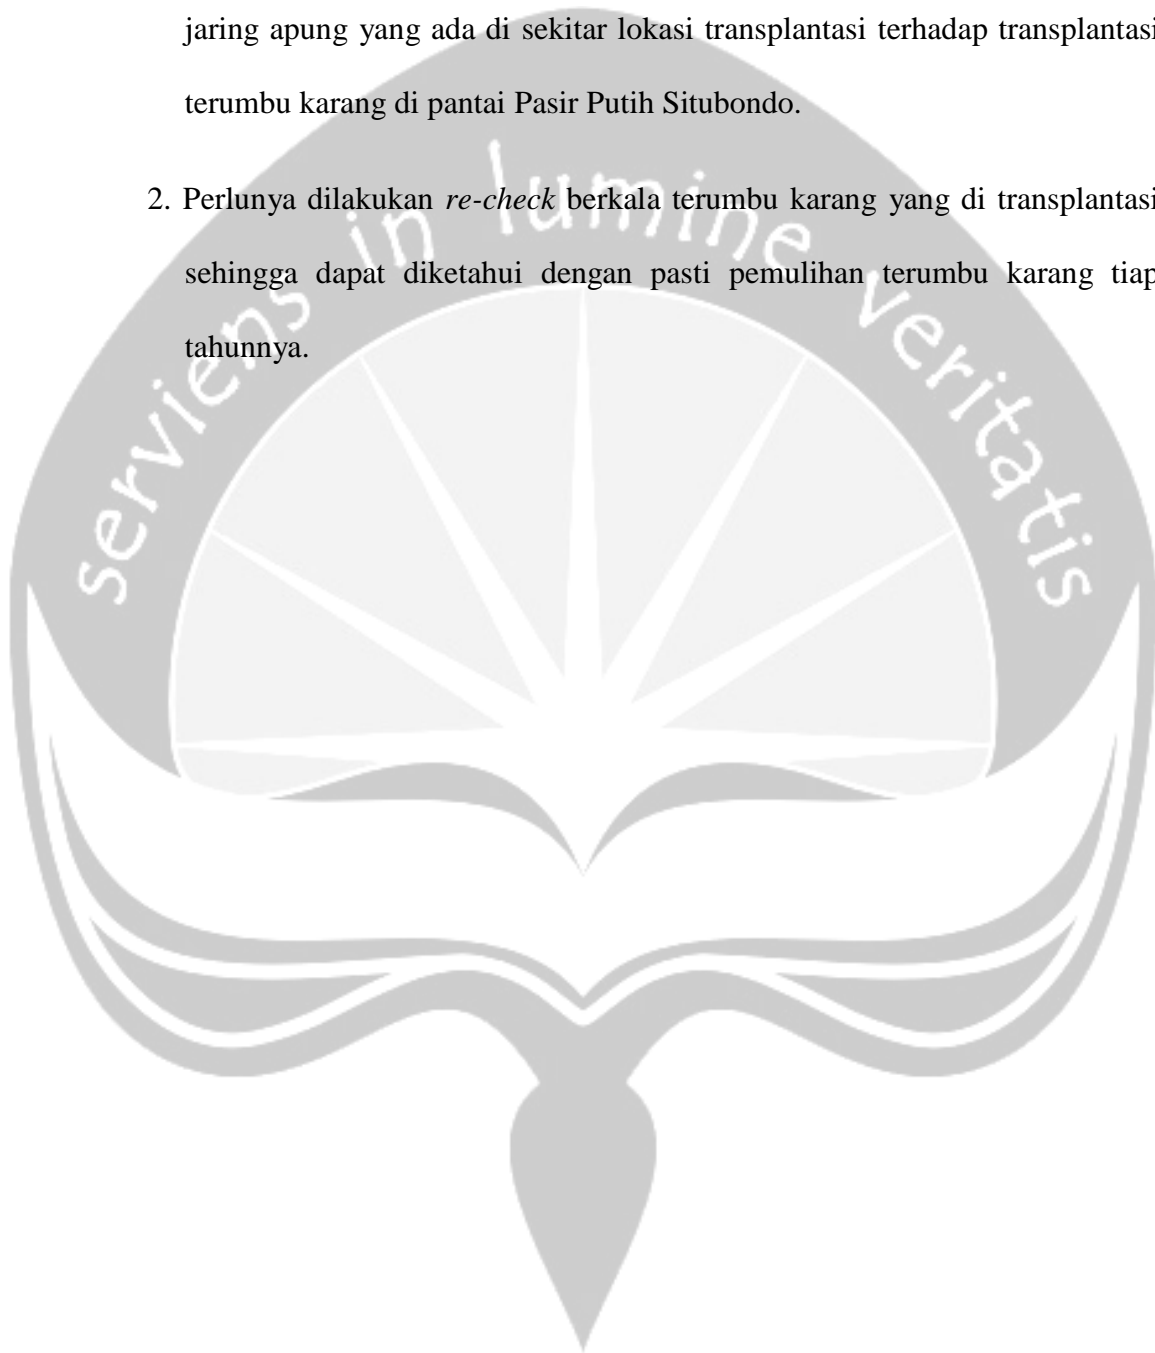 jaring apung yang ada di sekitar lokasi transplantasi terhadap transplantasi
terumbu karang di pantai Pasir Putih Situbondo.
2. Perlunya dilakukan re-check berkala terumbu karang yang di transplantasi
sehingga dapat diketahui dengan pasti pemulihan terumbu karang tiap
tahunnya.
serviens in lumine veritatis